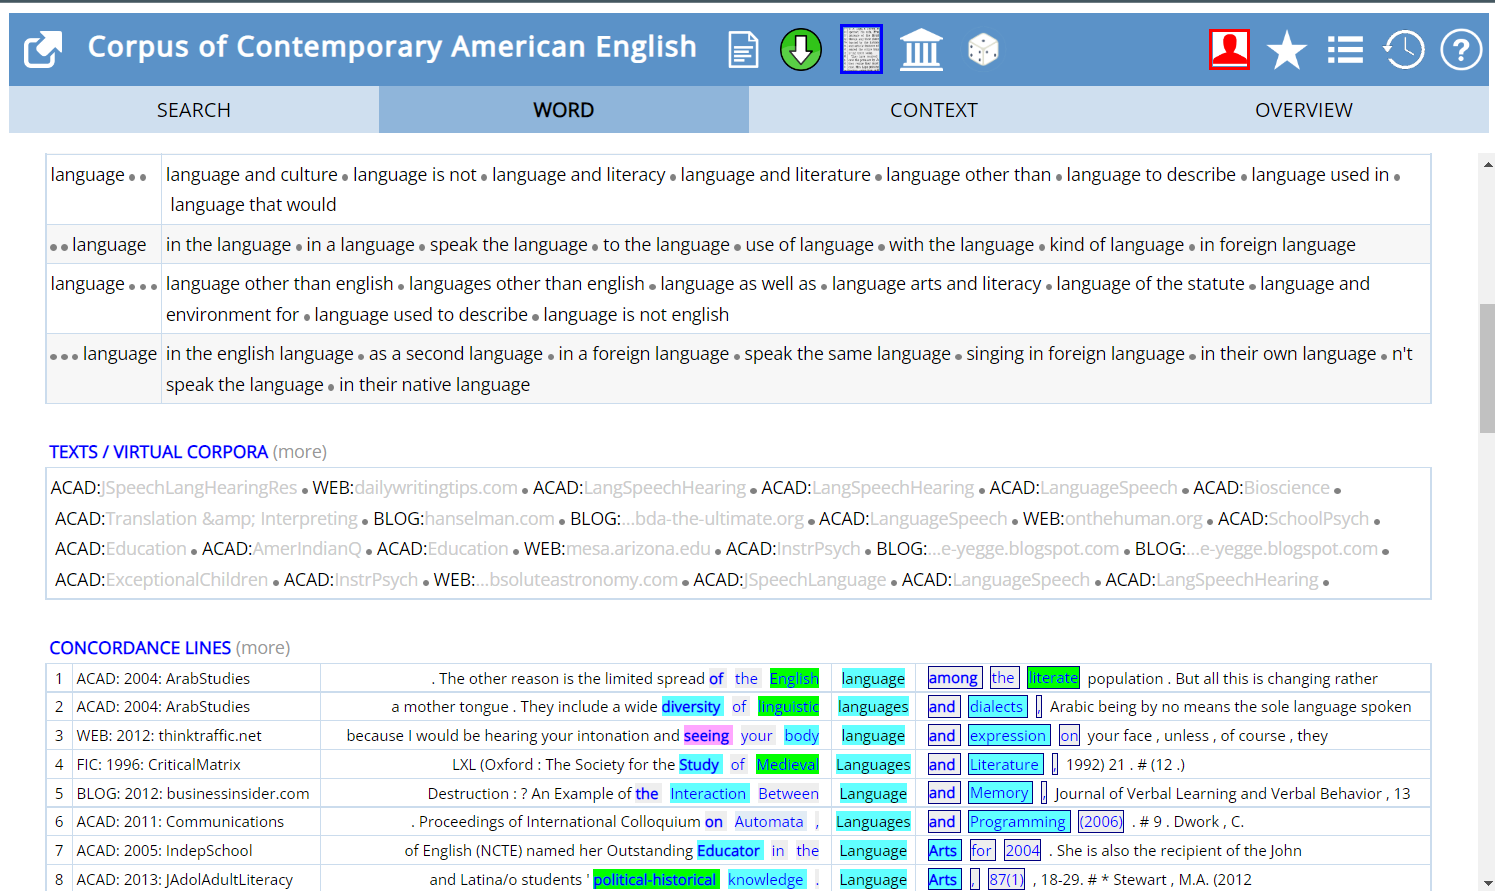 Corpus of Contemporary American English
SEARCH WORD CONTEXT OVERVIEW
language • • language and culture • language is not • language and literacy • language and literature • language other than • language to describe • language used in •
language that would
• • language in the language • in a language • speak the language • to the language • use of language • with the language • kind of language • in foreign language
language • • • language other than english • languages other than english • language as well as • language arts and literacy • language of the statute • language and
environment for • language used to describe • language is not english
• • • language in the english language • as a second language • in a foreign language • speak the same language • singing in foreign language • in their own language • n't
speak the language • in their native language
TEXTS / VIRTUAL CORPORA (more)
ACAD:JSpeechLangHearingRes • WEB:dailywritingtips.com • ACAD:LangSpeechHearing • ACAD:LangSpeechHearing • ACAD:LanguageSpeech • ACAD:Bioscience •
ACAD:Translation &amp; Interpreting • BLOG:hanselman.com • BLOG:...bda-the-ultimate.org • ACAD:LanguageSpeech • WEB:onthehuman.org • ACAD:SchoolPsych •
ACAD:Education • ACAD:AmerIndianQ • ACAD:Education • WEB:mesa.arizona.edu • ACAD:InstrPsych • BLOG:...e-yegge.blogspot.com • BLOG:...e-yegge.blogspot.com •
ACAD:ExceptionalChildren • ACAD:InstrPsych • WEB:...bsoluteastronomy.com • ACAD:JSpeechLanguage • ACAD:LanguageSpeech • ACAD:LangSpeechHearing •
CONCORDANCE LINES (more)
1 ACAD: 2004: ArabStudies . The other reason is the limited spread of the English language among the literate population . But all this is changing rather
2 ACAD: 2004: ArabStudies a mother tongue . They include a wide diversity of linguistic languages and dialects , Arabic being by no means the sole language spoken
3 WEB: 2012: thinktraffic.net because I would be hearing your intonation and seeing your body language and expression on your face , unless , of course , they
4 FIC: 1996: CriticalMatrix LXL (Oxford : The Society for the Study of Medieval Languages and Literature , 1992) 21 . # (12 .)
5 BLOG: 2012: businessinsider.com Destruction : ? An Example of the Interaction Between Language and Memory , Journal of Verbal Learning and Verbal Behavior , 13
6 ACAD: 2011: Communications . Proceedings of International Colloquium on Automata , Languages and Programming (2006) . # 9 . Dwork , C.
7 ACAD: 2005: IndepSchool of English (NCTE) named her Outstanding Educator in the Language Arts for 2004 . She is also the recipient of the John
8 ACAD: 2013: JAdolAdultLiteracy and Latina/o students ' political-historical knowledge . Language Arts , 87(1) , 18-29. # * Stewart , M.A. (2012